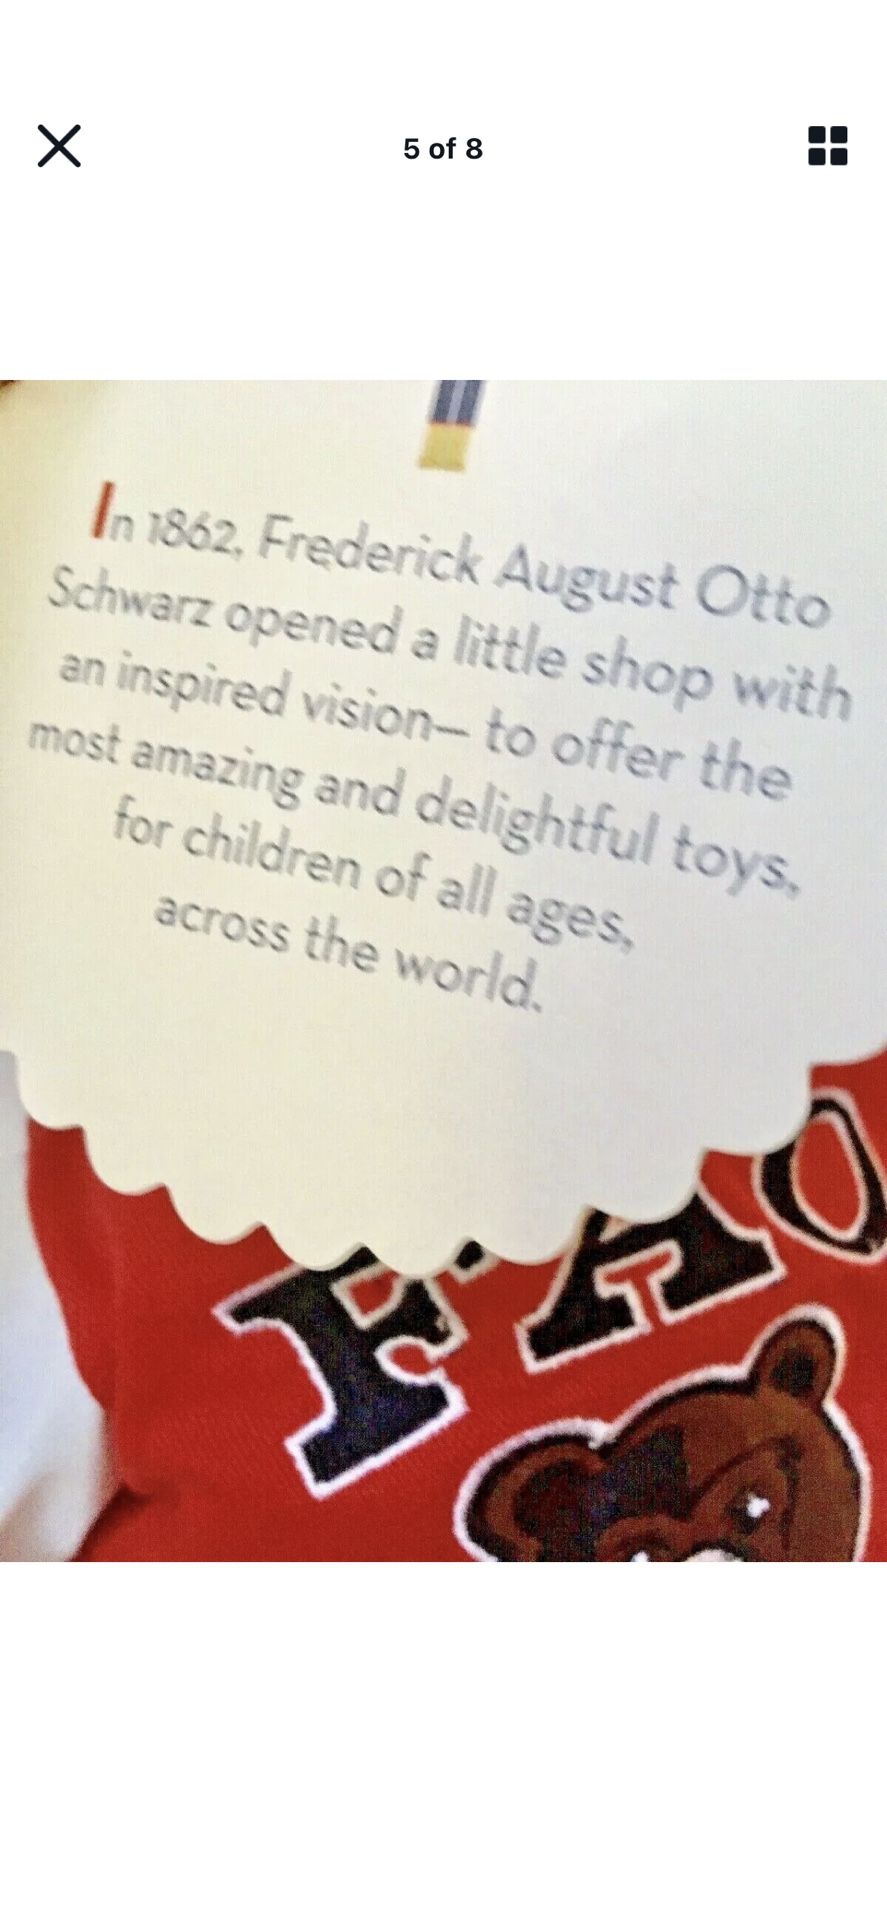 5 of 8
In 1862, Frederick August Otto
Schwarz opened a little shop with
an inspired vision– to offer the
most amazing and delightful toys,
for children of all ages,
across the world.
FAO